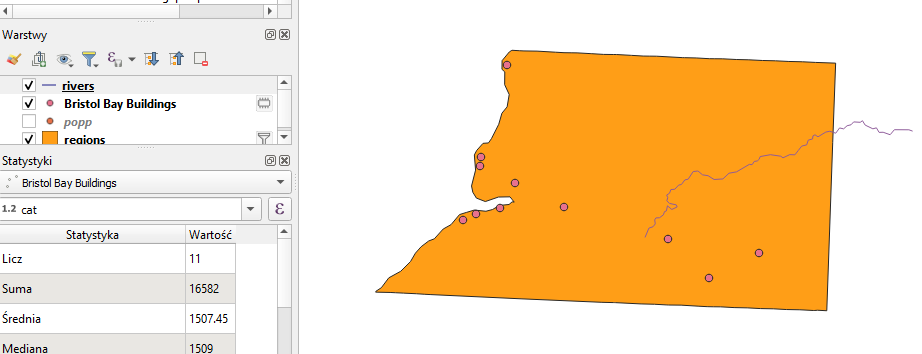 Warstwy
rivers
Bristol Bay Buildings
popp
regions
Statystyki
Bristol Bay Buildings
1.2 cat
ε
Statystyka Wartość
Licz 11
Suma 16582
Średnia 1507.45
Mediana 1509